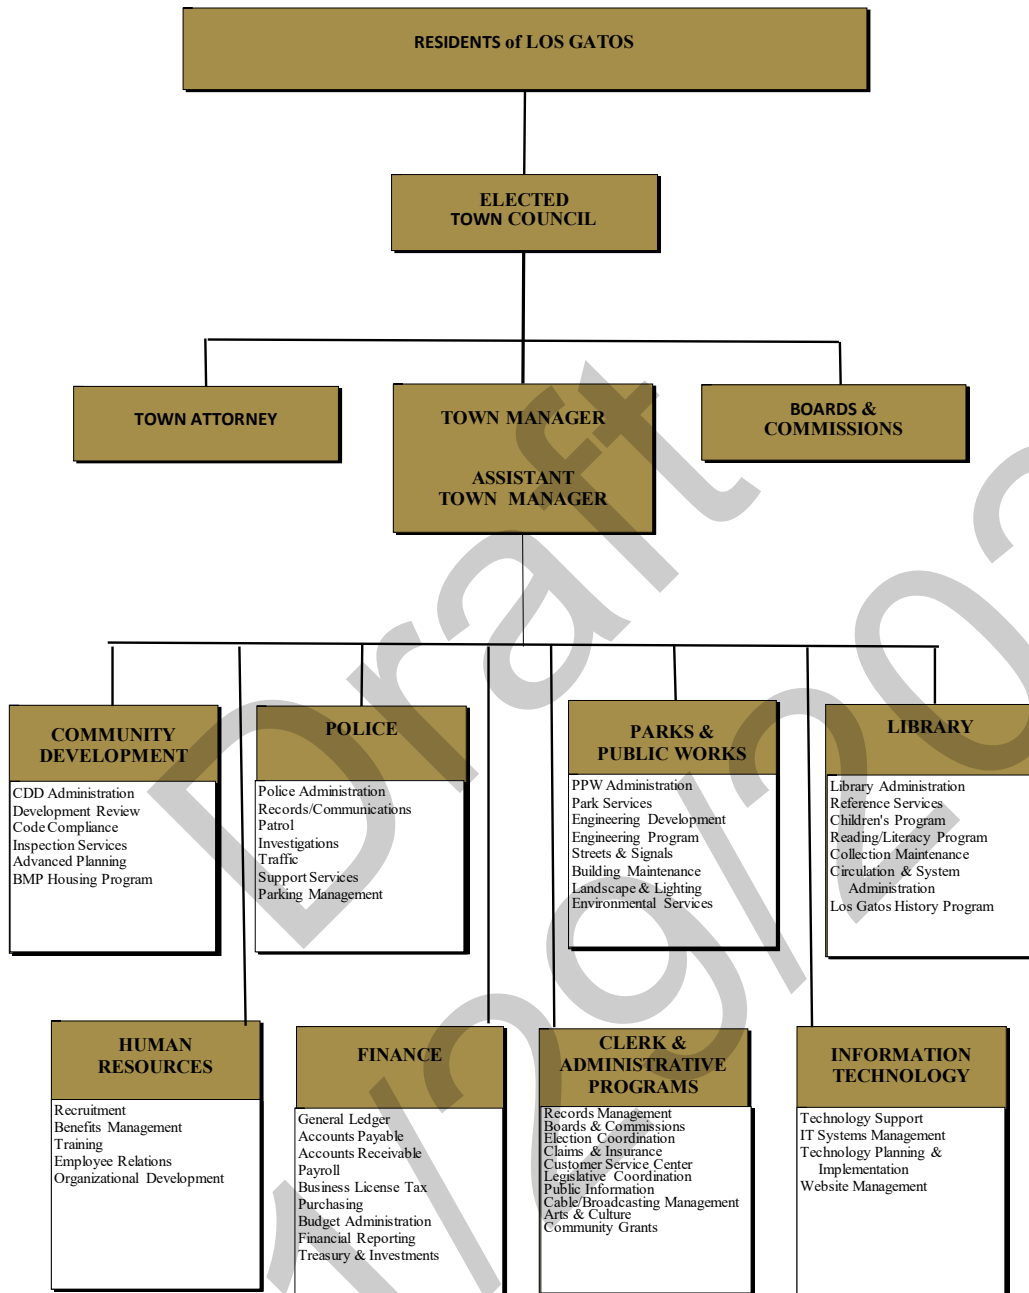 RESIDENTS of LOS GATOS
ELECTED
TOWN COUNCIL
TOWN ATTORNEY
TOWN MANAGER
ASSISTANT
TOWN MANAGER
BOARDS &
COMMISSIONS
COMMUNITY
DEVELOPMENT
CDD Administration
Development Review
Code Compliance
Inspection Services
Advanced Planning
BMP Housing Program
POLICE
Police Administration
Records/Communications
Patrol
Investigations
Traffic
Support Services
Parking Management
PARKS &
PUBLIC WORKS
PPW Administration
Park Services
Engineering Development
Engineering Program
Streets & Signals
Building Maintenance
Landscape & Lighting
Environmental Services
LIBRARY
Library Administration
Reference Services
Children's Program
Reading/Literacy Program
Collection Maintenance
Circulation & System
Administration
Los Gatos History Program
HUMAN
RESOURCES
Recruitment
Benefits Management
Training
Employee Relations
Organizational Development
FINANCE
General Ledger
Accounts Payable
Accounts Receivable
Payroll
Business License Tax
Purchasing
Budget Administration
Financial Reporting
Treasury & Investments
CLERK &
ADMINISTRATIVE
PROGRAMS
Records Management
Boards & Commissions
Election Coordination
Claims & Insurance
Customer Service Center
Legislative Coordination
Public Information
Cable/Broadcasting Management
Arts & Culture
Community Grants
INFORMATION
TECHNOLOGY
Technology Support
IT Systems Management
Technology Planning &
Implementation
Website Management
Draft